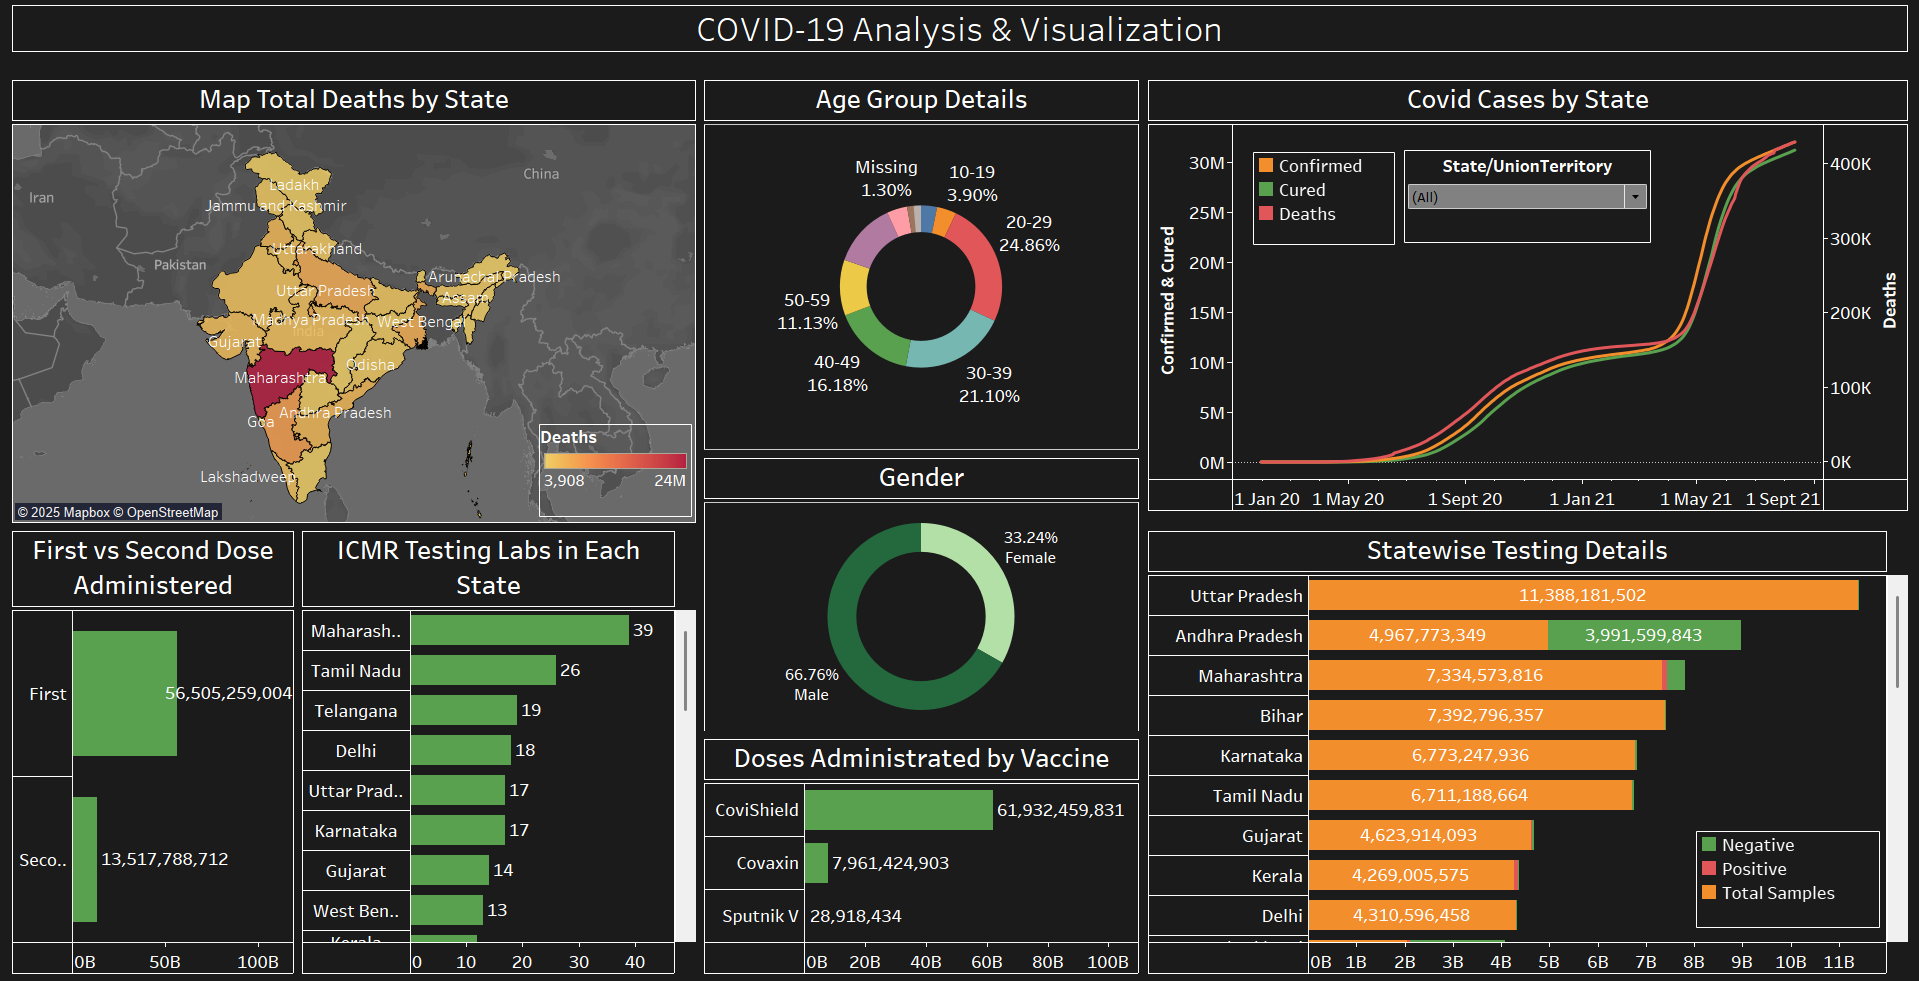 COVID-19 Analysis & Visualization
Map Total Deaths by State
Iran
China
Pakistan
Ladakh
Jammu and Kashmir
Uttarakhand
Arunachal Pradesh
Uttar Pradesh
Assam
Madhya Pradesh
West Bengal
India
Gujarat
Odisha
Maharashtra
Andhra Pradesh
Goa
Lakshadweep
Deaths
3,908 24M
© 2025 Mapbox © OpenStreetMap
Age Group Details
Missing
1.30%
10-19
3.90%
20-29
24.86%
50-59
11.13%
40-49
16.18%
30-39
21.10%
Covid Cases by State
Confirmed
Cured
Deaths
State/UnionTerritory
(All)
Confirmed & Cured
30M
25M
20M
15M
10M
5M
0M
Deaths
400K
300K
200K
100K
0K
1 Jan 20 1 May 20 1 Sept 20 1 Jan 21 1 May 21 1 Sept 21
Gender
33.24%
Female
66.76%
Male
First vs Second Dose
Administered
First 56,505,259,004
Seco.. 13,517,788,712
0B 50B 100B
ICMR Testing Labs in Each
State
Maharash.. 39
Tamil Nadu 26
Telangana 19
Delhi 18
Uttar Prad.. 17
Karnataka 17
Gujarat 14
West Ben.. 13
Kerala
0 10 20 30 40
Doses Administrated by Vaccine
CoviShield 61,932,459,831
Covaxin 7,961,424,903
Sputnik V 28,918,434
0B 20B 40B 60B 80B 100B
Statewise Testing Details
Uttar Pradesh 11,388,181,502
Andhra Pradesh 4,967,773,349 3,991,599,843
Maharashtra 7,334,573,816
Bihar 7,392,796,357
Karnataka 6,773,247,936
Tamil Nadu 6,711,188,664
Gujarat 4,623,914,093
Kerala 4,269,005,575
Delhi 4,310,596,458
Negative
Positive
Total Samples
0B 1B 2B 3B 4B 5B 6B 7B 8B 9B 10B 11B